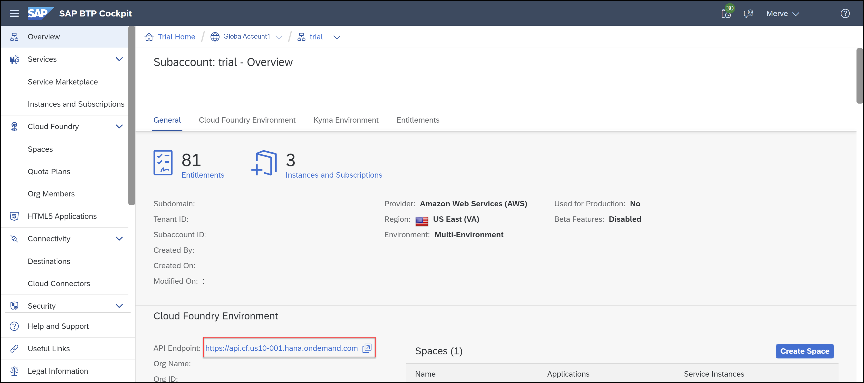 SAP SAP BTP Cockpit Merve
Overview
Services
Service Marketplace
Instances and Subscriptions
Cloud Foundry
Spaces
Quota Plans
Org Members
HTML5 Applications
Connectivity
Destinations
Cloud Connectors
Security
Help and Support
Useful Links
Legal Information
Trial Home / Global Account1 / trial
Subaccount: trial - Overview
General Cloud Foundry Environment Kyma Environment Entitlements
81
Entitlements
3
Instances and Subscriptions
Subdomain:
Tenant ID:
Subaccount ID
Created By:
Created On:
Modified On: :
Provider: Amazon Web Services (AWS)
Region: US East (VA)
Environment: Multi-Environment
Used for Production: No
Beta Features: Disabled
Cloud Foundry Environment
API Endpoint: https://api.cf.us10-001.hana.ondemand.com
Org Name:
Org ID:
Spaces (1) Create Space
Name Applications Service Instances